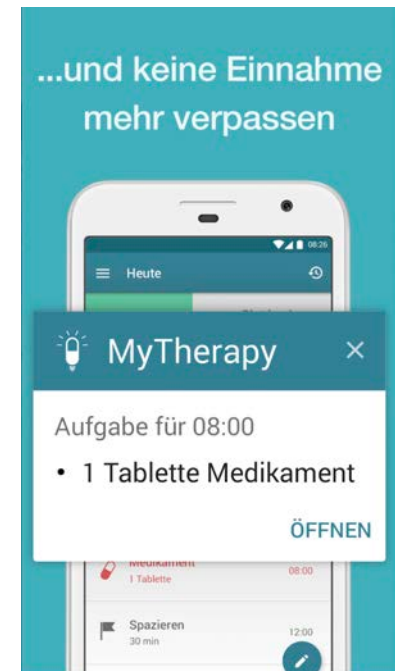 ...und keine Einnahme
mehr verpassen
08:26
Heute
MyTherapy
Aufgabe für 08:00
• 1 Tablette Medikament
ÖFFNEN
Medikament
1 Tablette
08:00
Spazieren
30 min
12:00